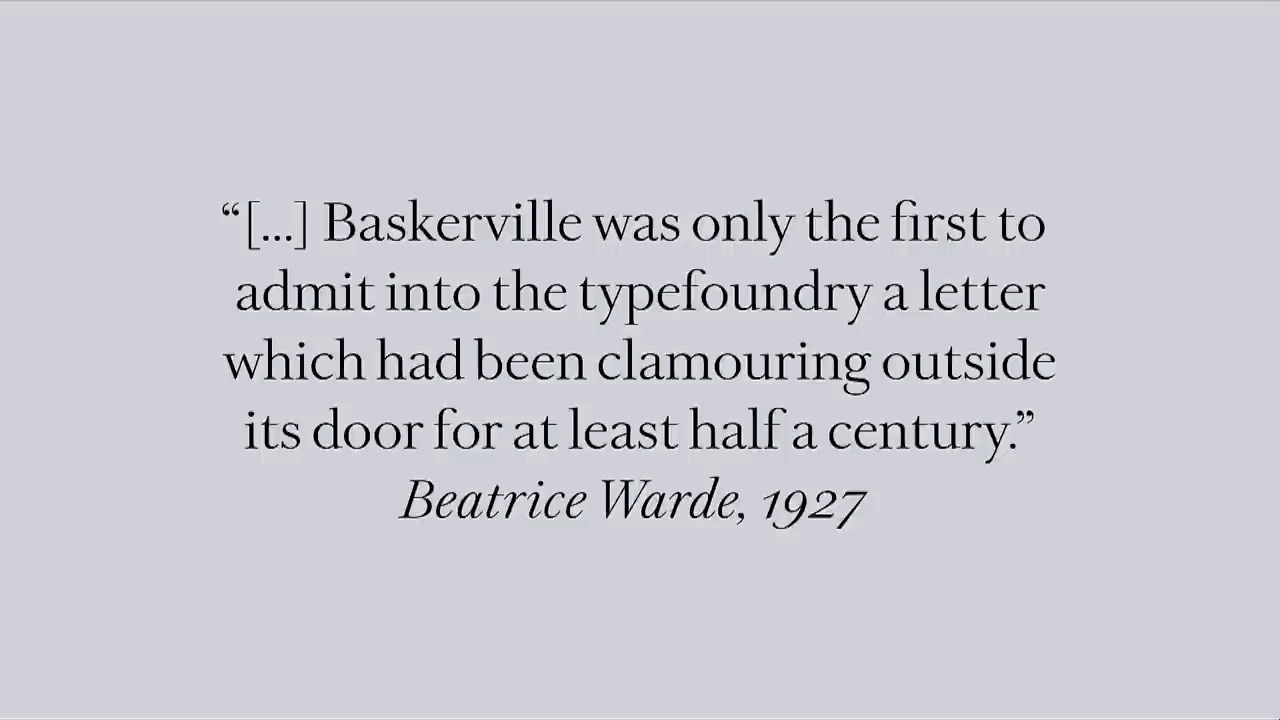 “[...] Baskerville was only the first to
admit into the typefoundry a letter
which had been clamouring outside
its door for at least half a century.”
Beatrice Warde, 1927